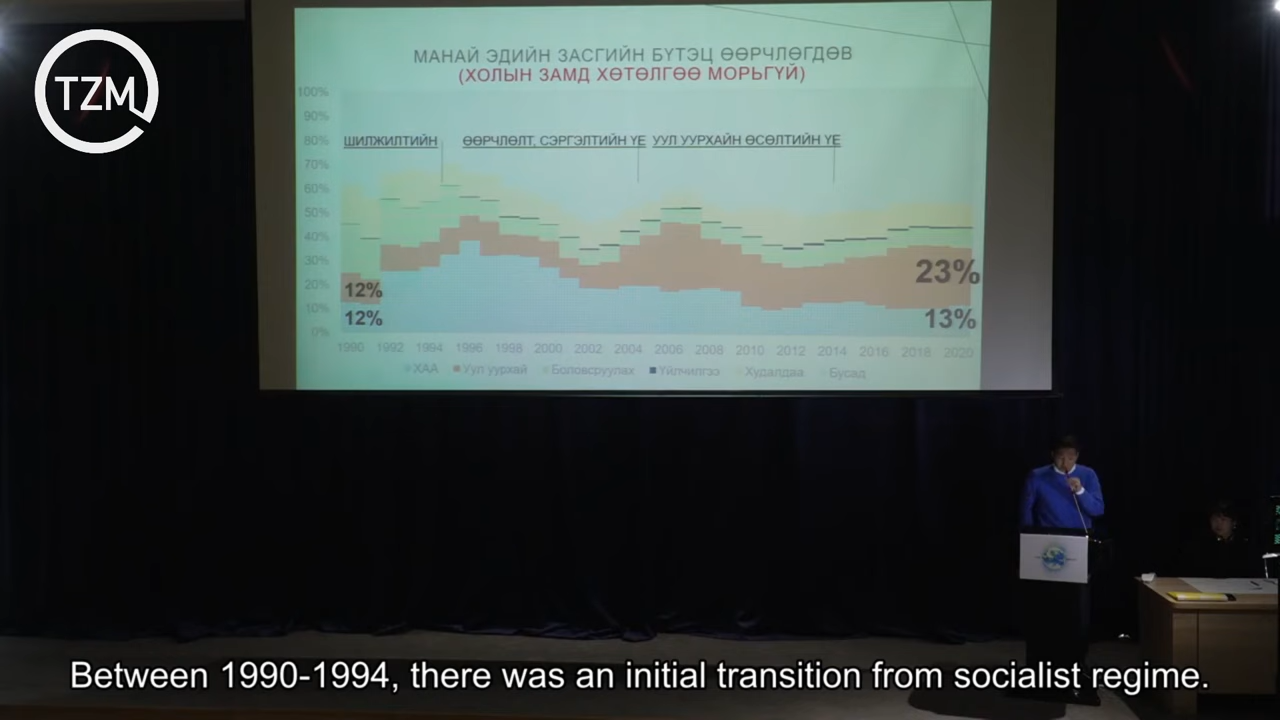 TZM
МАНАЙ ЭДИЙН ЗАСГИЙН БҮТЭЦ ӨӨРЧЛӨГДӨВ
(ХОЛЫН ЗАМД ХӨТӨЛГӨӨ МОРЬГҮЙ)
100%
90%
80%
70%
60%
50%
40%
30%
20%
10%
0%
ШИЛЖИЛТИЙН ӨӨРЧЛӨЛТ, СЭРГЭЛТИЙН ҮЕ УУЛ УУРХАЙН ӨСӨЛТИЙН ҮЕ
12%
12%
23%
13%
1990 1992 1994 1996 1998 2000 2002 2004 2006 2008 2010 2012 2014 2016 2018 2020
ХАА Уул уурхай Боловсруулах Үйлчилгээ Худалдаа Бусад
Between 1990-1994, there was an initial transition from socialist regime.